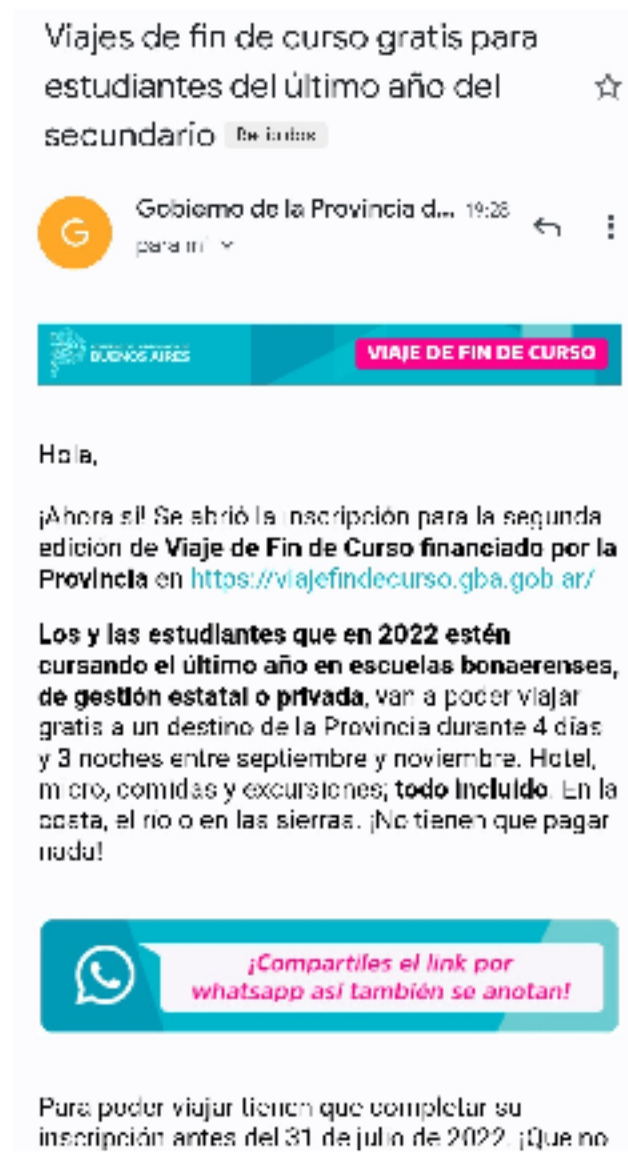 Viajes de fin de curso gratis para
estudiantes del último año del
secundario Recibidos
Gobierno de la Provincia d... 19:28
para mí
BUENOS AIRES
VIAJE DE FIN DE CURSO
Hola,
¡Ahora sí! Se abrió la inscripción para la segunda
edición de Viaje de Fin de Curso financiado por la
Provincia en https://viajefindecurso.gba.gob.ar/
Los y las estudiantes que en 2022 estén
cursando el último año en escuelas bonaerenses,
de gestión estatal o privada, van a poder viajar
gratis a un destino de la Provincia durante 4 días
y 3 noches entre septiembre y noviembre. Hotel,
micro, comidas y excursiones; todo incluido. En la
costa, el río o en las sierras. ¡No tienen que pagar
nada!
¡Compartiles el link por
whatsapp así también se anotan!
Para poder viajar tienen que completar su
inscripción antes del 31 de julio de 2022. ¡Que no